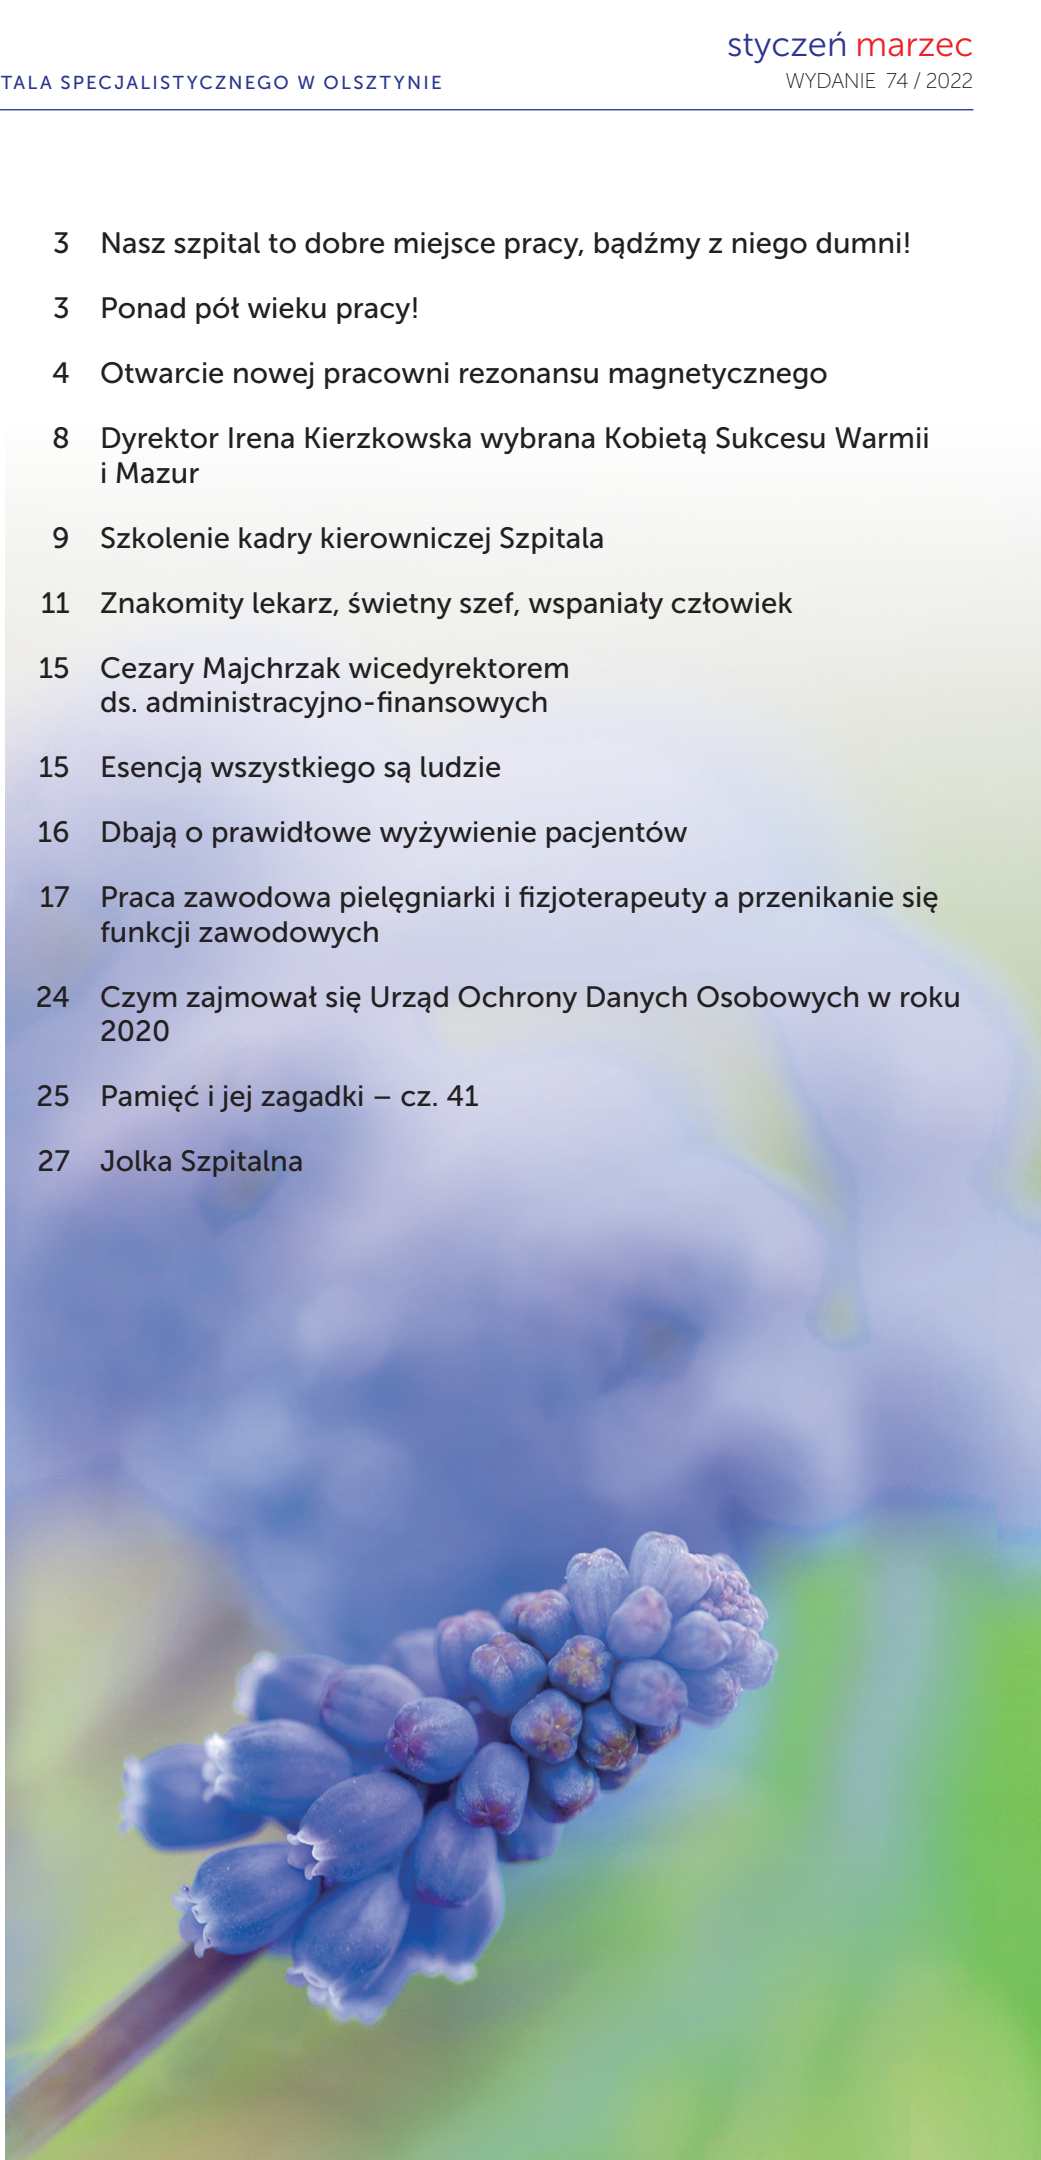 styczeń marzec
TALA SPECJALISTYCZNEGO W OLSZTYNIE
WYDANIE 74 / 2022
3 Nasz szpital to dobre miejsce pracy, bądźmy z niego dumni!
3 Ponad pół wieku pracy!
4 Otwarcie nowej pracowni rezonansu magnetycznego
8 Dyrektor Irena Kierzkowska wybrana Kobietą Sukcesu Warmii
i Mazur
9 Szkolenie kadry kierowniczej Szpitala
11 Znakomity lekarz, świetny szef, wspaniały człowiek
15 Cezary Majchrzak wicedyrektorem
ds. administracyjno-finansowych
15 Esencją wszystkiego są ludzie
16 Dbają o prawidłowe wyżywienie pacjentów
17 Praca zawodowa pielęgniarki i fizjoterapeuty a przenikanie się
funkcji zawodowych
24 Czym zajmował się Urząd Ochrony Danych Osobowych w roku
2020
25 Pamięć i jej zagadki – cz. 41
27 Jolka Szpitalna